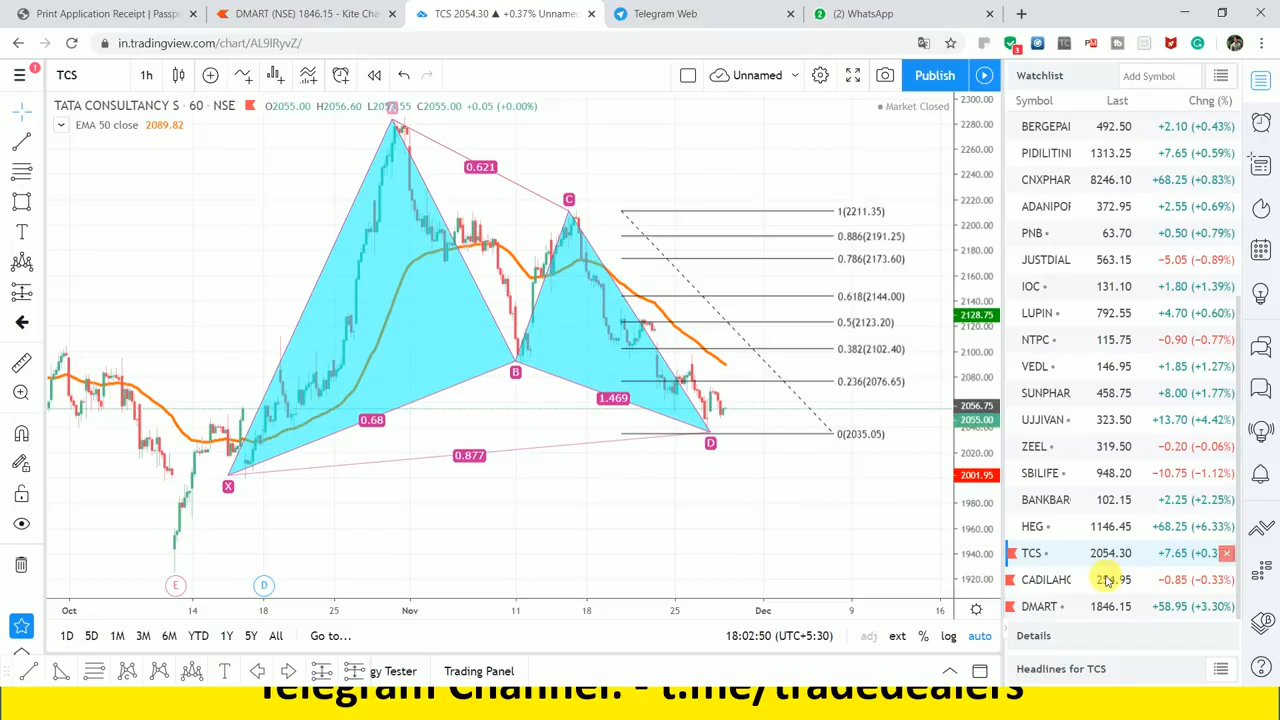 Print Application Receipt | Passp
DMART (NSE) 1846.15 - Kite Cha
TCS 2054.30 ▲ +0.37% Unname
Telegram Web
(2) WhatsApp
in.tradingview.com/chart/AL9lRyvZ/
TCS
1h
Unnamed
Publish
TATA CONSULTANCY S · 60 · NSE
O2055.00 H2056.60 C2055.00 +0.05 (+0.00%)
Market Closed
EMA 50 close 2089.82
0.621
C
B
X
D
0.68
1.469
0.877
1(2211.35)
0.886(2191.25)
0.786(2173.60)
0.618(2144.00)
0.5(2123.20)
0.382(2102.40)
0.236(2076.65)
0(2035.05)
2300.00
2280.00
2260.00
2240.00
2220.00
2200.00
2180.00
2160.00
2140.00
2128.75
2120.00
2100.00
2080.00
2056.75
2055.00
2020.00
2001.95
1980.00
1960.00
1940.00
1920.00
E
D
Oct 14 18 25 Nov 11 18 25 Dec 9 16
1D 5D 1M 3M 6M YTD 1Y 5Y All Go to...
18:02:50 (UTC+5:30) adj ext % log auto
gy Tester Trading Panel
Watchlist Add Symbol
Symbol Last Chng (%)
BERGEPAI 492.50 +2.10 (+0.43%)
PIDILITINI 1313.25 +7.65 (+0.59%)
CNXPHAR 8246.10 +68.25 (+0.83%)
ADANIPOR 372.95 +2.55 (+0.69%)
PNB 63.70 +0.50 (+0.79%)
JUSTDIAL 563.15 −5.05 (−0.89%)
IOC 131.10 +1.80 (+1.39%)
LUPIN 792.55 +4.70 (+0.60%)
NTPC 115.75 −0.90 (−0.77%)
VEDL 146.95 +1.85 (+1.27%)
SUNPHAR 458.75 +8.00 (+1.77%)
UJJIVAN 323.50 +13.70 (+4.42%)
ZEEL 319.50 −0.20 (−0.06%)
SBILIFE 948.20 −10.75 (−1.12%)
BANKBAR 102.15 +2.25 (+2.25%)
HEG 1146.45 +68.25 (+6.33%)
TCS 2054.30 +7.65 (+0.3
CADILAHC −0.85 (−0.33%)
DMART 1846.15 +58.95 (+3.30%)
Details
Headlines for TCS
Telegram Channel: - t.me/tradedealers